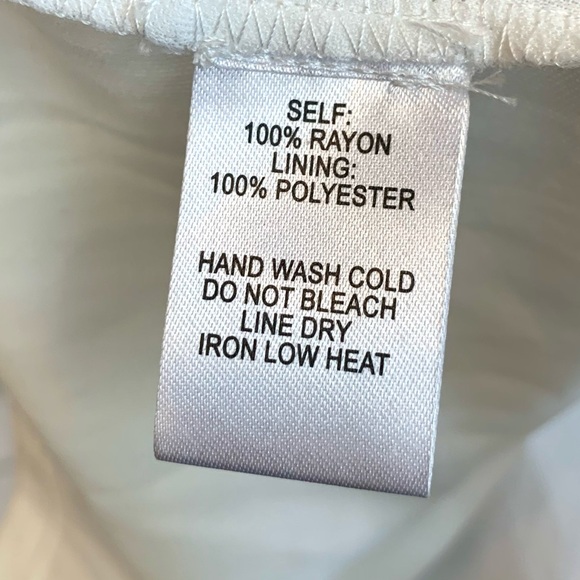 SELF:
100% RAYON
LINING:
100% POLYESTER
HAND WASH COLD
DO NOT BLEACH
LINE DRY
IRON LOW HEAT